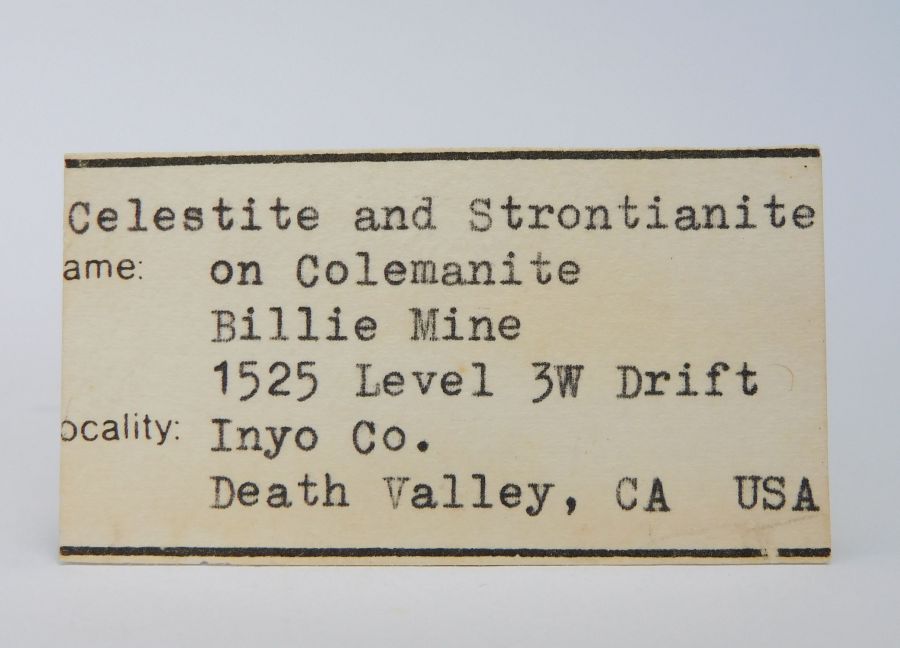 Celestite and Strontianite
ame: on Colemanite
Billie Mine
1525 Level 3W Drift
ocality: Inyo Co.
Death Valley, CA USA